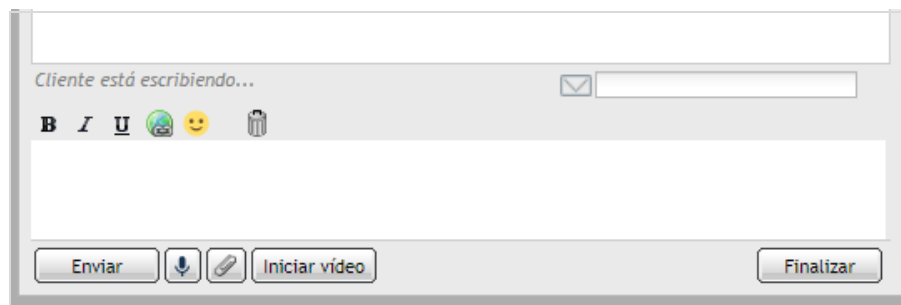 Cliente está escribiendo...
B I U
Enviar Iniciar vídeo Finalizar